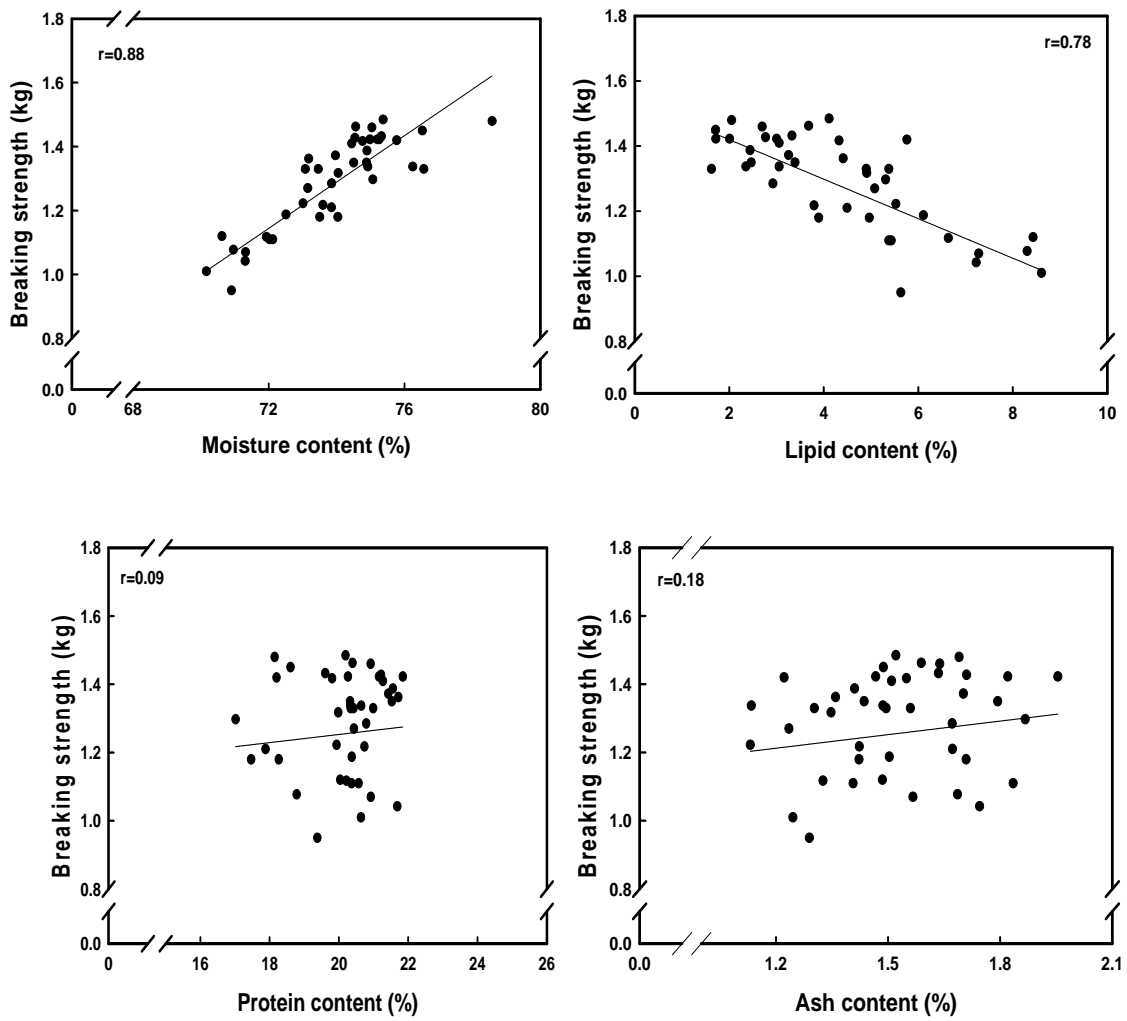 r=0.88
Breaking strength (kg)
1.8
1.6
1.4
1.2
1.0
0.8
0.0
0 68 72 76 80
Moisture content (%)
r=0.78
Breaking strength (kg)
1.8
1.6
1.4
1.2
1.0
0.8
0.0
0 2 4 6 8 10
Lipid content (%)
r=0.09
Breaking strength (kg)
1.8
1.6
1.4
1.2
1.0
0.8
0.0
0 16 18 20 22 24 26
Protein content (%)
r=0.18
Breaking strength (kg)
1.8
1.6
1.4
1.2
1.0
0.8
0.0
0.0 1.2 1.5 1.8 2.1
Ash content (%)